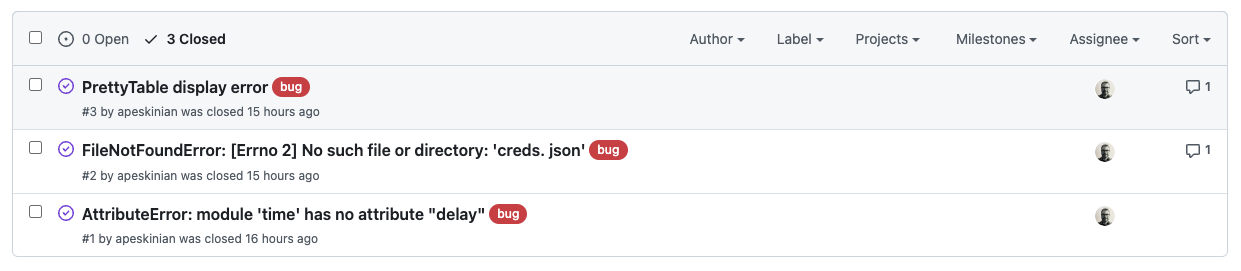 0 Open 3 Closed Author Label Projects Milestones Assignee Sort
PrettyTable display error bug 1
#3 by apeskinian was closed 15 hours ago
FileNotFoundError: [Errno 2] No such file or directory: 'creds. json' bug 1
#2 by apeskinian was closed 15 hours ago
AttributeError: module 'time' has no attribute "delay" bug
#1 by apeskinian was closed 16 hours ago